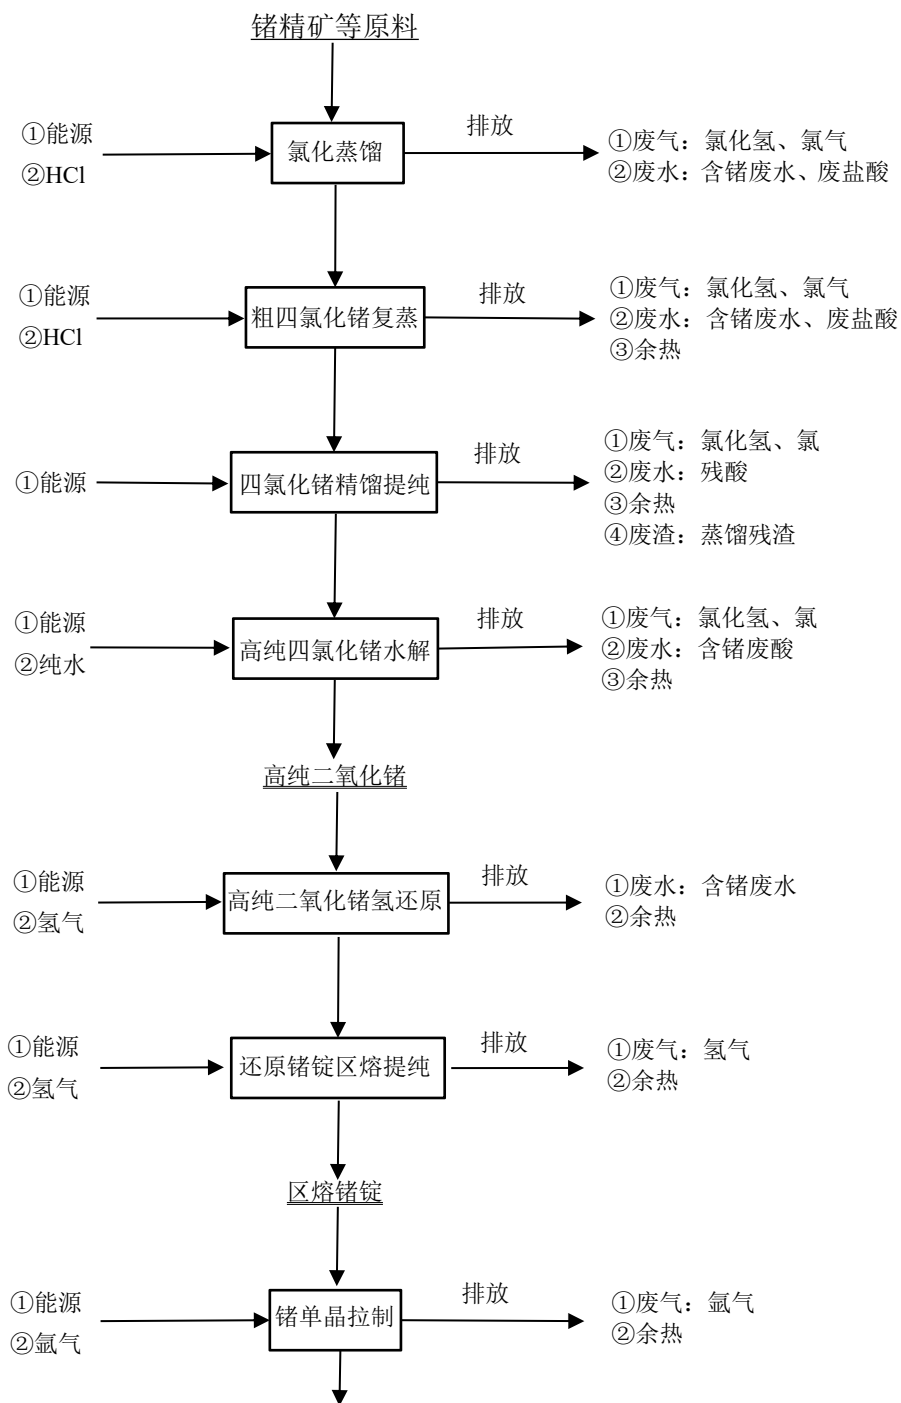 锗精矿等原料
①能源
②HCl
氯化蒸馏
排放
①废气：氯化氢、氯气
②废水：含锗废水、废盐酸
①能源
②HCl
粗四氯化锗复蒸
排放
①废气：氯化氢、氯气
②废水：含锗废水、废盐酸
③余热
①能源
四氯化锗精馏提纯
排放
①废气：氯化氢、氯
②废水：残酸
③余热
④废渣：蒸馏残渣
①能源
②纯水
高纯四氯化锗水解
排放
①废气：氯化氢、氯
②废水：含锗废酸
③余热
高纯二氧化锗
①能源
②氢气
高纯二氧化锗氢还原
排放
①废水：含锗废水
②余热
①能源
②氢气
还原锗锭区熔提纯
排放
①废气：氢气
②余热
区熔锗锭
①能源
②氩气
锗单晶拉制
排放
①废气：氩气
②余热